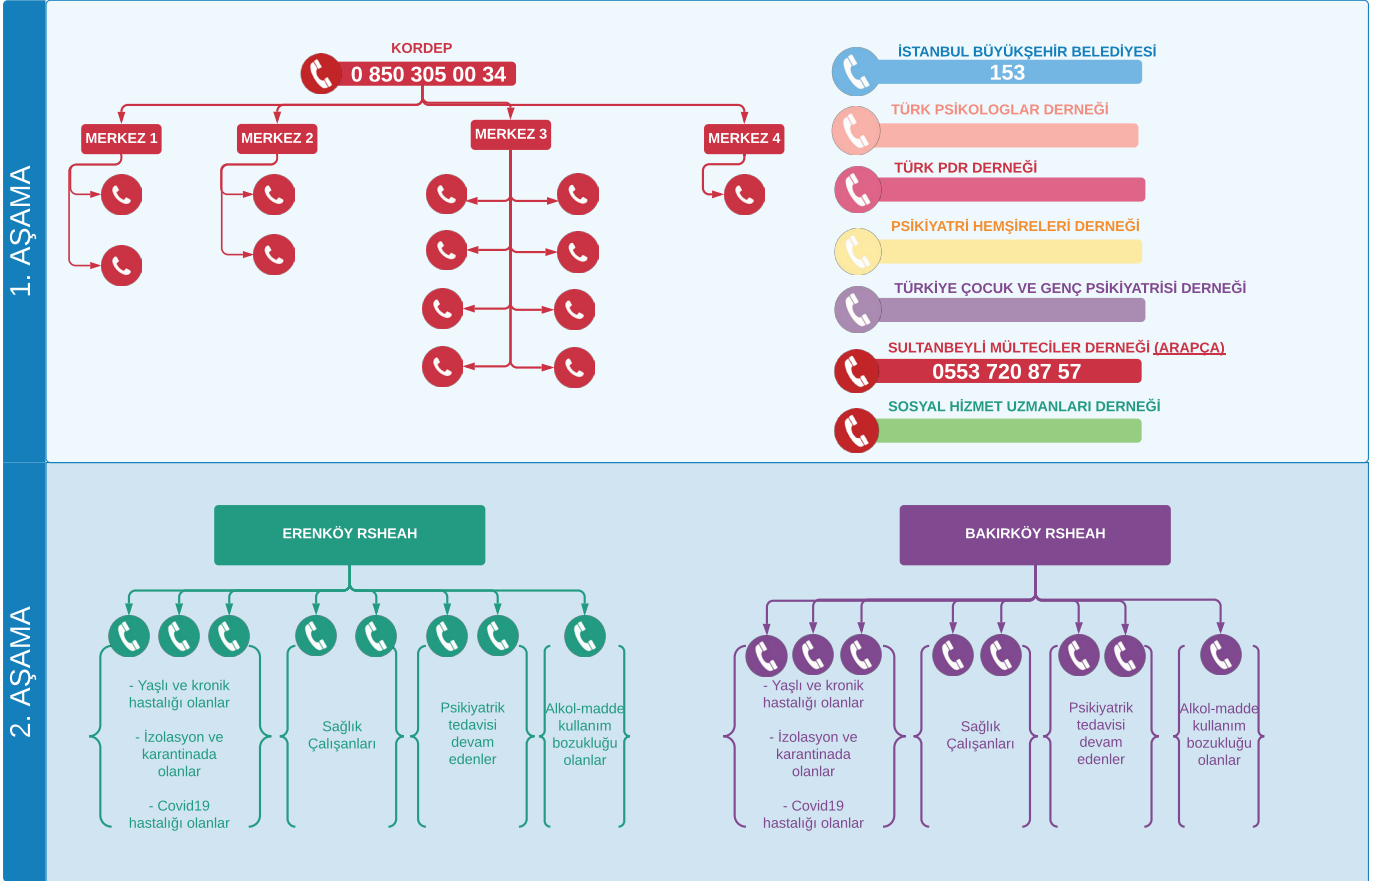 1. AŞAMA
KORDEP
0 850 305 00 34
MERKEZ 1
MERKEZ 2
MERKEZ 3
MERKEZ 4
İSTANBUL BÜYÜKŞEHİR BELEDİYESİ
153
TÜRK PSİKOLOGLAR DERNEĞİ
TÜRK PDR DERNEĞİ
PSİKİYATRİ HEMŞİRELERİ DERNEĞİ
TÜRKİYE ÇOCUK VE GENÇ PSİKİYATRİSİ DERNEĞİ
SULTANBEYLİ MÜLTECİLER DERNEĞİ (ARAPÇA)
0553 720 87 57
SOSYAL HİZMET UZMANLARI DERNEĞİ
2. AŞAMA
ERENKÖY RSHEAH
- Yaşlı ve kronik
hastalığı olanlar
- İzolasyon ve
karantinada
olanlar
- Covid19
hastalığı olanlar
Sağlık
Çalışanları
Psikiyatrik
tedavisi
devam
edenler
Alkol-madde
kullanım
bozukluğu
olanlar
BAKIRKÖY RSHEAH
- Yaşlı ve kronik
hastalığı olanlar
- İzolasyon ve
karantinada
olanlar
- Covid19
hastalığı olanlar
Sağlık
Çalışanları
Psikiyatrik
tedavisi
devam
edenler
Alkol-madde
kullanım
bozukluğu
olanlar